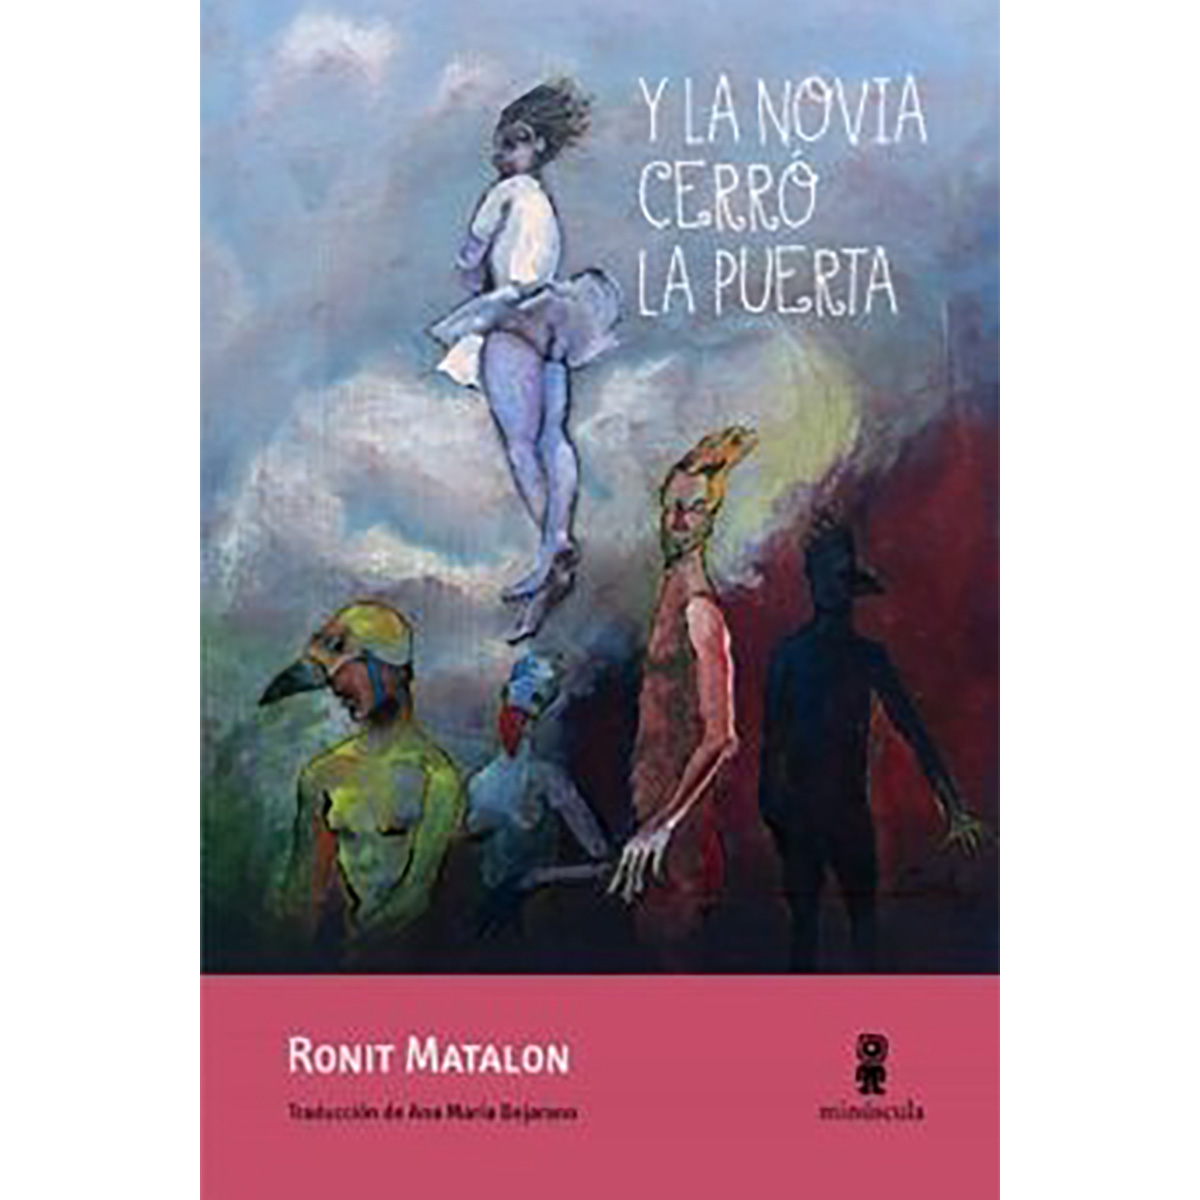 Y LA NOVIA
CERRÓ
LA PUERTA
RONIT MATALON
Traducción de Ana María Bejarano
minúscula